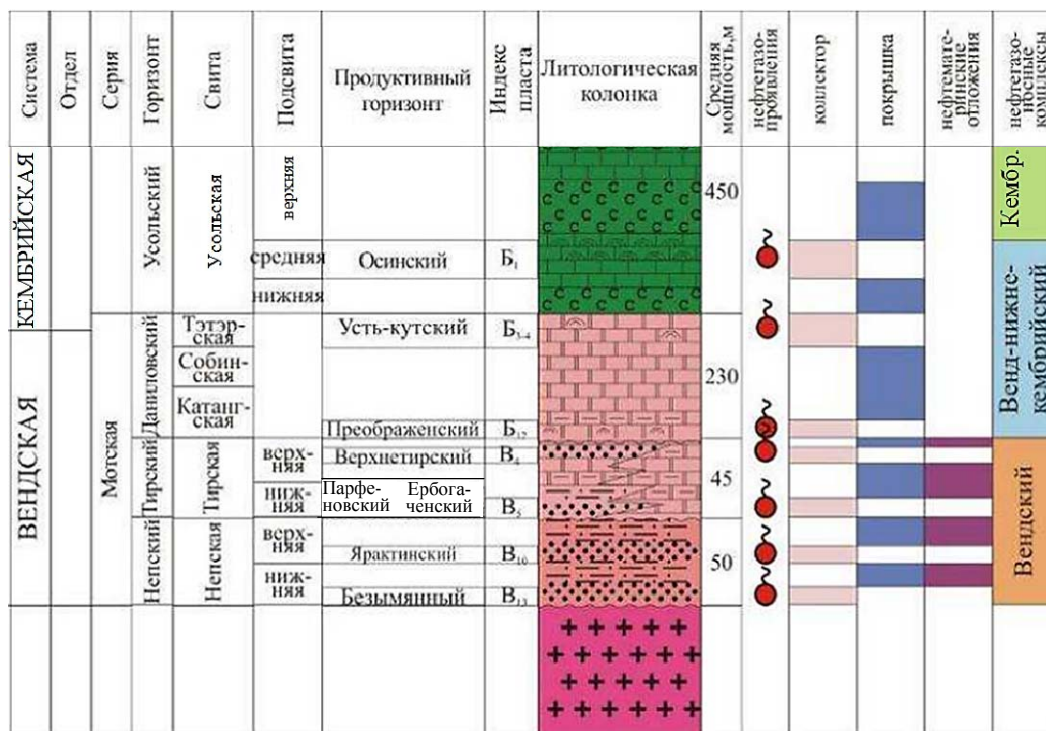 Система
Отдел
Серия
Горизонт
Свита
Подсвита
Продуктивный
горизонт
Индекс
пласта
Литологическая
колонка
Средняя
мощность,м
нефтегазо-
проявления
коллектор
покрышка
нефтемате-
ринские
отложения
нефтегазо-
носные
комплексы
КЕМБРИЙСКАЯ
ВЕНДСКАЯ
Мотская
Усольский
Даниловский
Тирский
Непский
Усольская
Тэтэр-
ская
Собин-
ская
Катанг-
ская
Тирская
Непская
верхняя
средняя
нижняя
верх-
няя
ниж-
няя
верх-
няя
ниж-
няя
Осинский
Усть-кутский
Преображенский
Верхнетирский
Парфе-
новский
Ербога-
ченский
Ярактинский
Безымянный
Б1
Б3-4
Б12
В4
В5
В10
В13
450
230
45
50
Кембр.
Венд-нижне-
кембрийский
Вендский